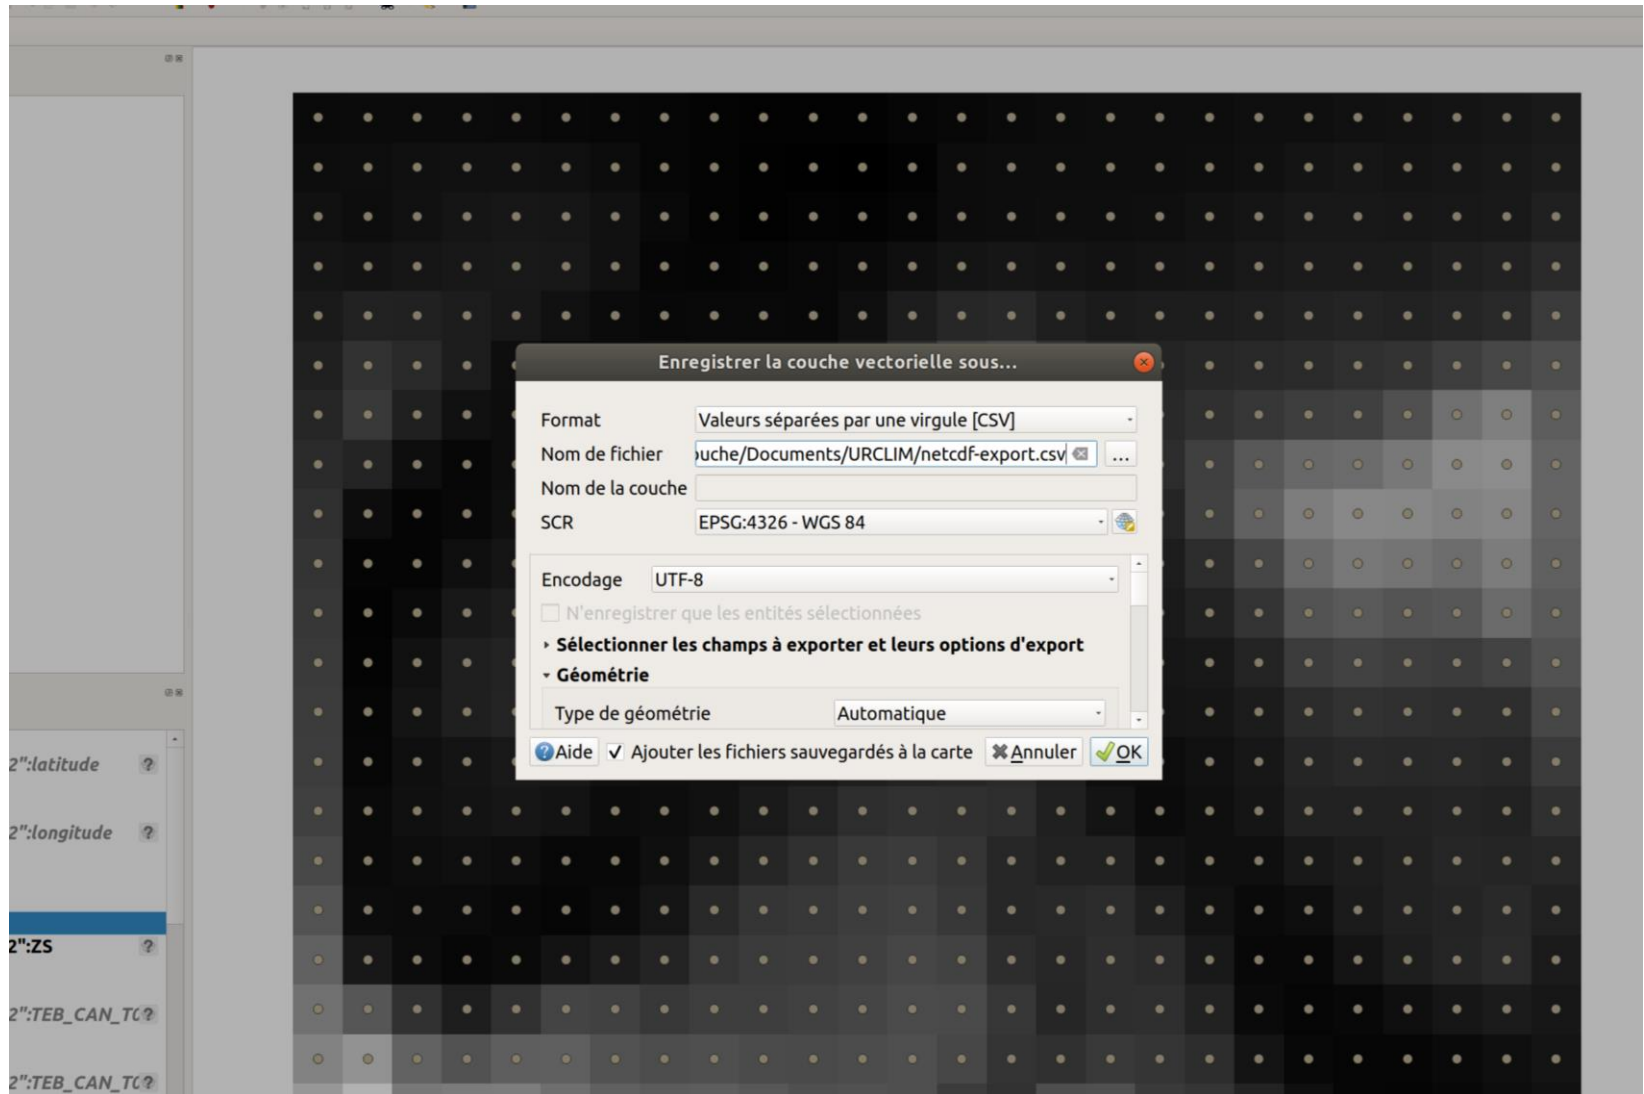 Enregistrer la couche vectorielle sous...
Format Valeurs séparées par une virgule [CSV]
Nom de fichier ouche/Documents/URCLIM/netcdf-export.csv ...
Nom de la couche
SCR EPSG:4326 - WGS 84
Encodage UTF-8
N'enregistrer que les entités sélectionnées
Sélectionner les champs à exporter et leurs options d'export
Géométrie
Type de géométrie Automatique
Aide Ajouter les fichiers sauvegardés à la carte Annuler OK
2":latitude ?
2":longitude ?
2":ZS ?
2":TEB_CAN_T ?
2":TEB_CAN_T ?